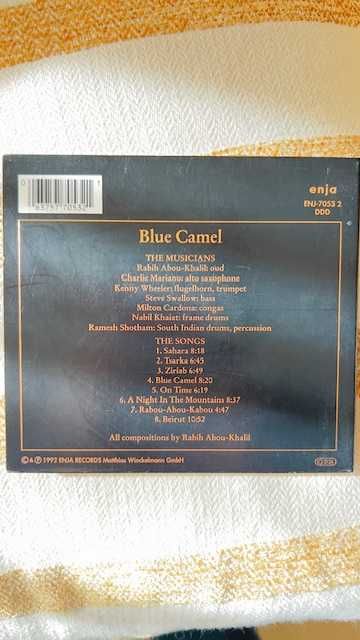 enja
ENJ-7053 2
DDD
0
63757 70532
1
Blue Camel
THE MUSICIANS
Rabih Abou-Khalil: oud
Charlie Mariano: alto saxophone
Kenny Wheeler: flugelhorn, trumpet
Steve Swallow: bass
Milton Cardona: congas
Nabil Khaiat: frame drums
Ramesh Shotham: South Indian drums, percussion
THE SONGS
1. Sahara 8:18
2. Tsarka 6:45
3. Ziriab 6:49
4. Blue Camel 8:20
5. On Time 6:19
6. A Night In The Mountains 8:37
7. Rabou-Abou-Kabou 4:47
8. Beirut 10:52
All compositions by Rabih Abou-Khalil
© & ℗ 1992 ENJA RECORDS Matthias Winckelmann GmbH